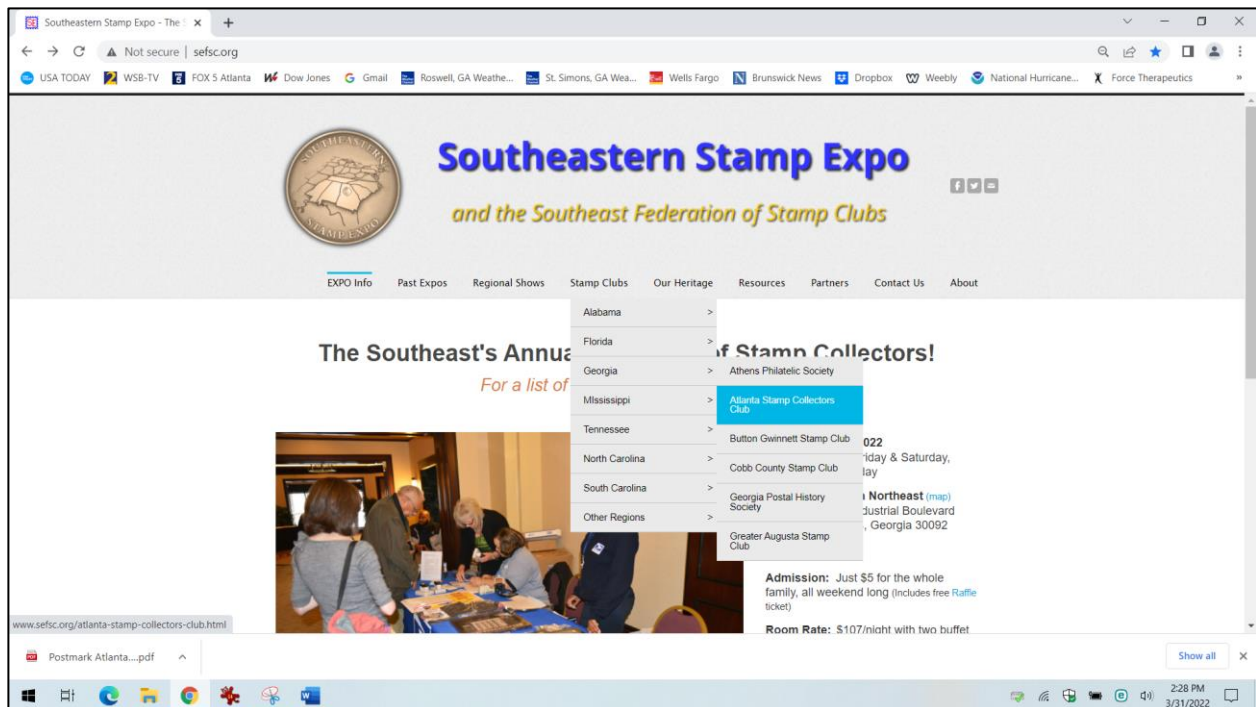 Southeastern Stamp Expo - The S
Not secure | sefsc.org
USA TODAY WSB-TV FOX 5 Atlanta Dow Jones Gmail Roswell, GA Weathe... St. Simons, GA Wea... Wells Fargo Brunswick News Dropbox Weebly National Hurricane... Force Therapeutics »
SOUTHEASTERN
STAMP EXPO
Southeastern Stamp Expo
and the Southeast Federation of Stamp Clubs
EXPO Info Past Expos Regional Shows Stamp Clubs Our Heritage Resources Partners Contact Us About
Alabama >
Florida >
Georgia >
MIssissippi >
Tennessee >
North Carolina >
South Carolina >
Other Regions >
Athens Philatelic Society
Atlanta Stamp Collectors
Club
Button Gwinnett Stamp Club
Cobb County Stamp Club
Georgia Postal History
Society
Greater Augusta Stamp
Club
The Southeast's Annua of Stamp Collectors!
For a list of
022
riday & Saturday,
lay
Northeast (map)
dustrial Boulevard
, Georgia 30092
Admission: Just $5 for the whole
family, all weekend long (Includes free Raffle
ticket)
Room Rate: $107/night with two buffet
www.sefsc.org/atlanta-stamp-collectors-club.html
Postmark Atlanta....pdf
Show all
2:28 PM
3/31/2022